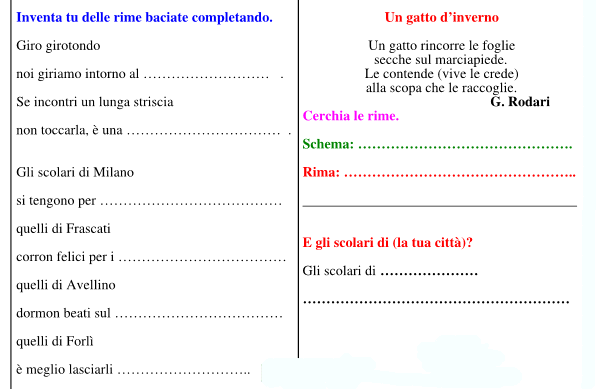 Inventa tu delle rime baciate completando.
Giro girotondo
noi giriamo intorno al ……………………… .
Se incontri un lunga striscia
non toccarla, è una …………………………… .
Gli scolari di Milano
si tengono per …………………………………
quelli di Frascati
corron felici per i ………………………………
quelli di Avellino
dormon beati sul ………………………………
quelli di Forlì
è meglio lasciarli ………………………..
Un gatto d’inverno
Un gatto rincorre le foglie
secche sul marciapiede.
Le contende (vive le crede)
alla scopa che le raccoglie.
G. Rodari
Cerchia le rime.
Schema: ……………………………………….
Rima: …………………………………………..
E gli scolari di (la tua città)?
Gli scolari di …………………
…………………………………………………